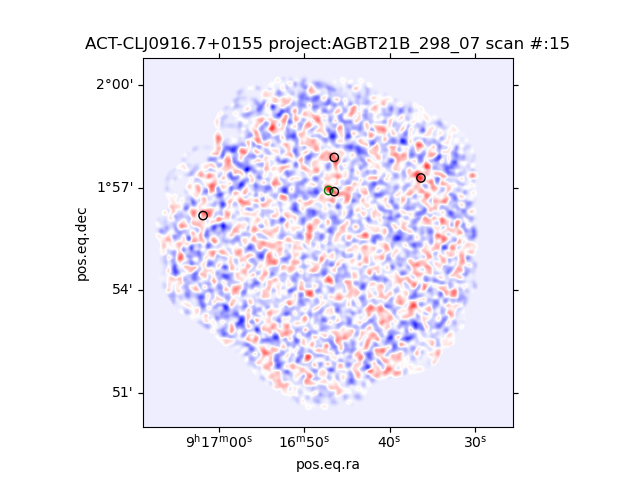 ACT-CLJ0916.7+0155 project:AGBT21B_298_07 scan #:15
2°00'
1°57'
54'
51'
pos.eq.dec
9ʰ17ᵐ00ˢ 16ᵐ50ˢ 40ˢ 30ˢ
pos.eq.ra